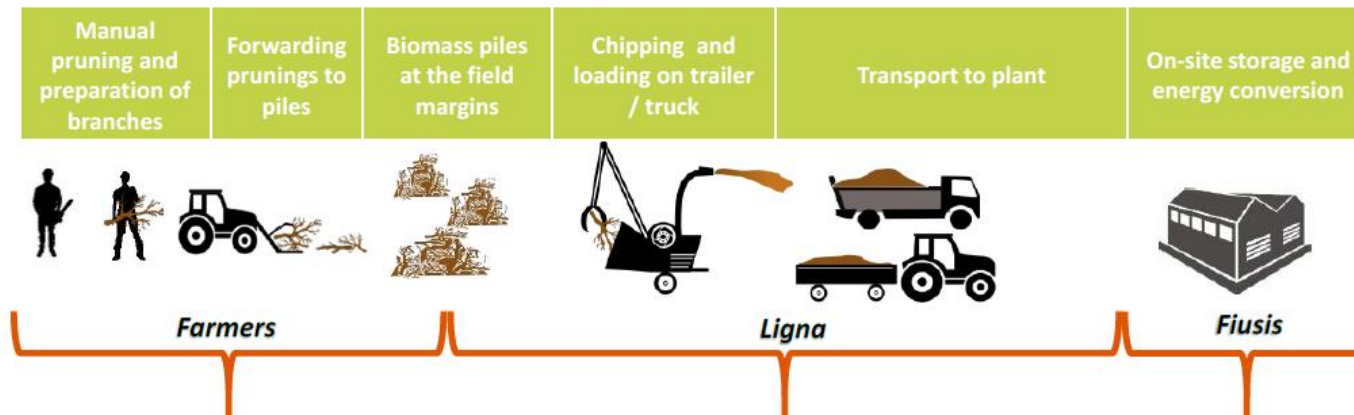 Manual
pruning and
preparation of
branches
Forwarding
prunings to
piles
Biomass piles
at the field
margins
Chipping and
loading on trailer
/ truck
Transport to plant
On-site storage and
energy conversion
Farmers
Ligna
Fiusis